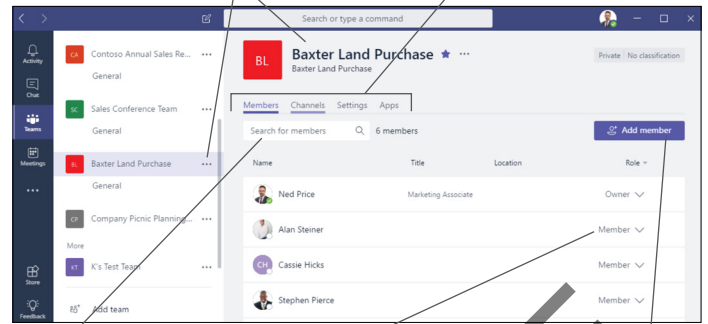 Search or type a command
Activity
Chat
Teams
Meetings
Store
Feedback
CA Contoso Annual Sales Re...
General
SC Sales Conference Team
General
BL Baxter Land Purchase
General
CP Company Picnic Planning...
More
KT K's Test Team
Add team
BL
Baxter Land Purchase
Baxter Land Purchase
Private No classification
Members Channels Settings Apps
Search for members 6 members Add member
Name Title Location Role
Ned Price Marketing Associate Owner
Alan Steiner Member
CH Cassie Hicks Member
Stephen Pierce Member